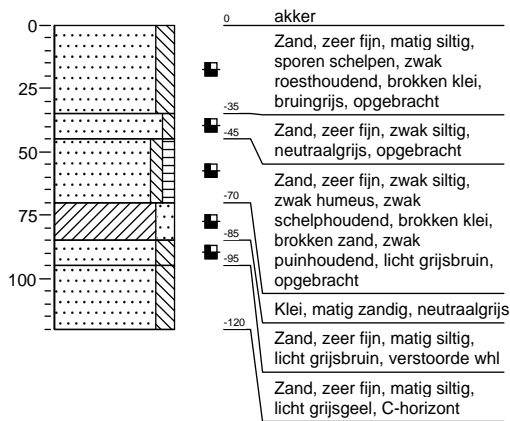 0
akker
0
Zand, zeer fijn, matig siltig,
sporen schelpen, zwak
roesthoudend, brokken klei,
bruingrijs, opgebracht
25
-35
Zand, zeer fijn, zwak siltig,
neutraalgrijs, opgebracht
-45
50
Zand, zeer fijn, zwak siltig,
zwak humeus, zwak
schelphoudend, brokken klei,
brokken zand, zwak
puinhoudend, licht grijsbruin,
opgebracht
-70
75
-85
Klei, matig zandig, neutraalgrijs
-95
100
Zand, zeer fijn, matig siltig,
licht grijsbruin, verstoorde whl
-120
Zand, zeer fijn, matig siltig,
licht grijsgeel, C-horizont